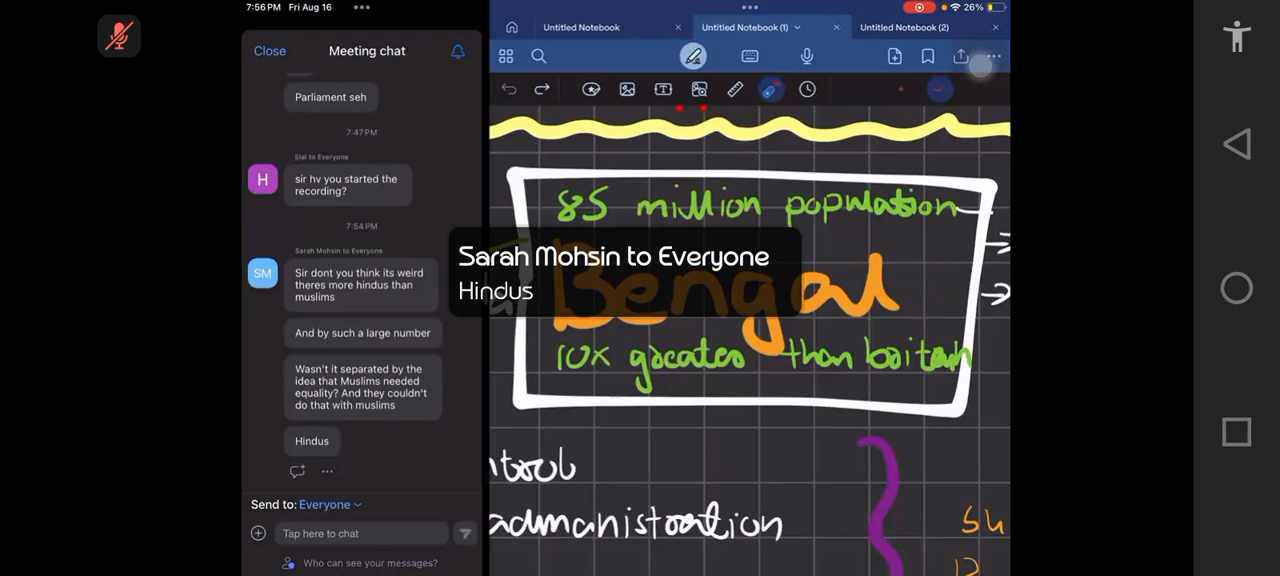 7:56 PM Fri Aug 16
26%
Close
Meeting chat
Parliament seh
7:47 PM
to Everyone
H
sir hv you started the
recording?
7:54 PM
Sarah Mohsin to Everyone
SM
Sir dont you think its weird
theres more hindus than
muslims
And by such a large number
Wasn't it separated by the
idea that Muslims needed
equality? And they couldn't
do that with muslims
Hindus
Send to: Everyone
Tap here to chat
Who can see your messages?
Untitled Notebook
Untitled Notebook (1)
Untitled Notebook (2)
85 million population
Sarah Mohsin to Everyone
Hindus
Bengal
10x greater than britain
administration